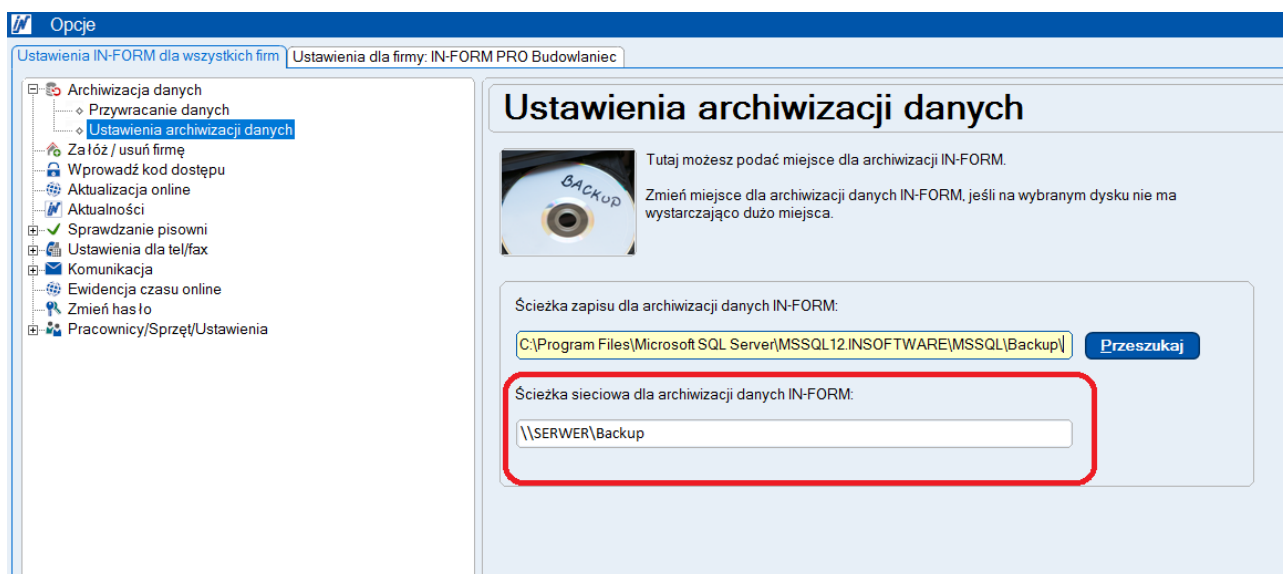 Opcje
Ustawienia IN-FORM dla wszystkich firm
Ustawienia dla firmy: IN-FORM PRO Budowlaniec
Archiwizacja danych
Przywracanie danych
Ustawienia archiwizacji danych
Załóż / usuń firmę
Wprowadź kod dostępu
Aktualizacja online
Aktualności
Sprawdzanie pisowni
Ustawienia dla tel/fax
Komunikacja
Ewidencja czasu online
Zmień hasło
Pracownicy/Sprzęt/Ustawienia
Ustawienia archiwizacji danych
BACKUP
Tutaj możesz podać miejsce dla archiwizacji IN-FORM.
Zmień miejsce dla archiwizacji danych IN-FORM, jeśli na wybranym dysku nie ma
wystarczająco dużo miejsca.
Ścieżka zapisu dla archiwizacji danych IN-FORM:
C:\Program Files\Microsoft SQL Server\MSSQL12.INSOFTWARE\MSSQL\Backup\
Przeszukaj
Ścieżka sieciowa dla archiwizacji danych IN-FORM:
\\SERWER\Backup